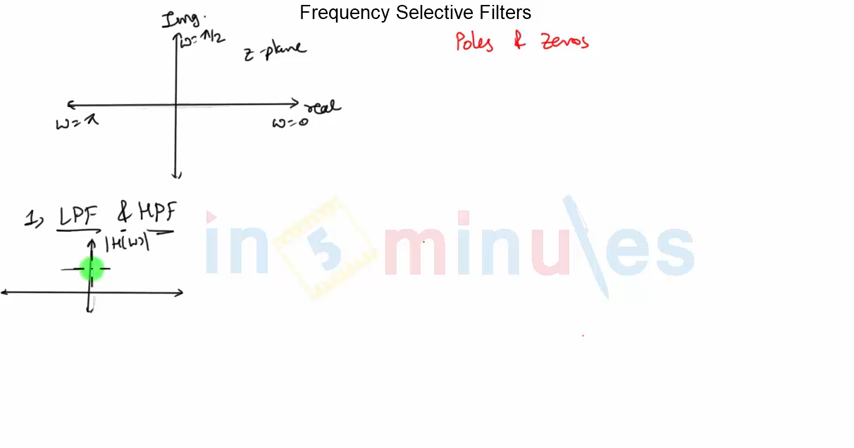 Frequency Selective Filters
Img.
ω=π/2
z-plane
Poles & Zeros
real
ω=π
ω=0
1, LPF & HPF
|H(ω)|
in 5 minutes